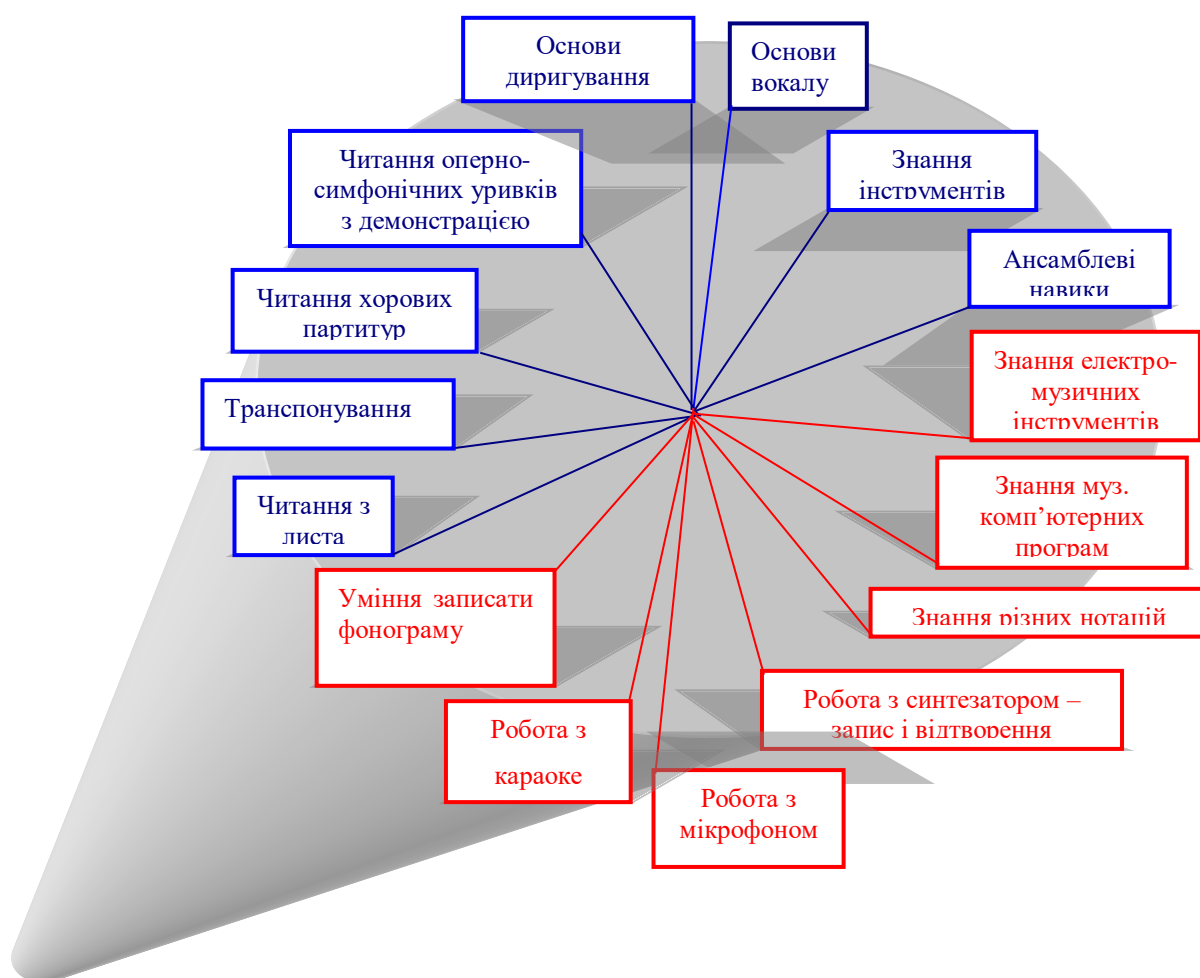 Основи
диригування
Основи
вокалу
Читання оперно-
симфонічних уривків
з демонстрацією
Знання
інструментів
Ансамблеві
навики
Читання хорових
партитур
Знання електро-
музичних
інструментів
Транспонування
Читання з
листа
Знання муз.
комп’ютерних
програм
Уміння записати
фонограму
Знання різних нотацій
Робота з синтезатором –
запис і відтворення
Робота з
караоке
Робота з
мікрофоном